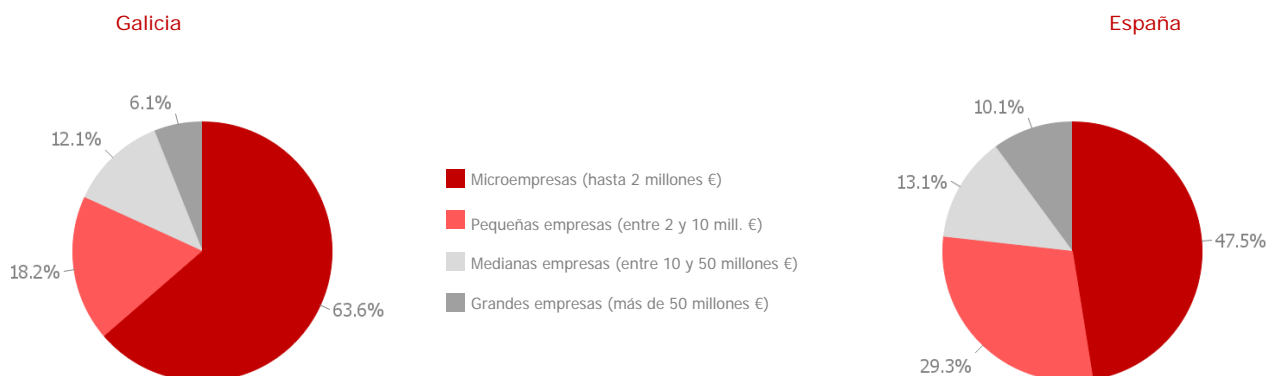 Galicia
España
6.1%
12.1%
18.2%
63.6%
Microempresas (hasta 2 millones €)
Pequeñas empresas (entre 2 y 10 mill. €)
Medianas empresas (entre 10 y 50 millones €)
Grandes empresas (más de 50 millones €)
10.1%
13.1%
47.5%
29.3%